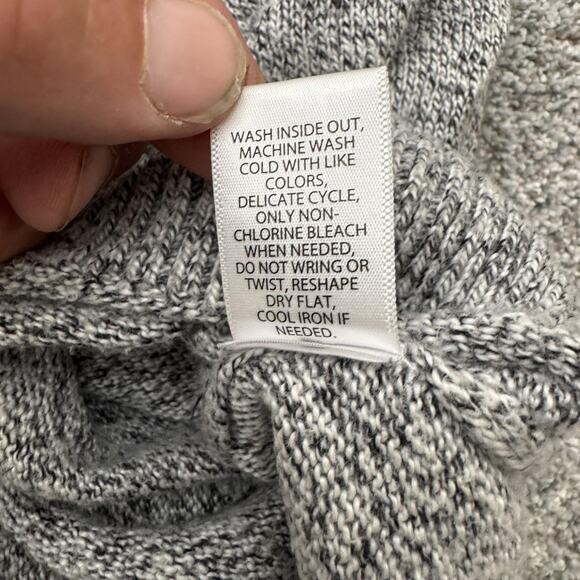 WASH INSIDE OUT,
MACHINE WASH
COLD WITH LIKE
COLORS,
DELICATE CYCLE,
ONLY NON-
CHLORINE BLEACH
WHEN NEEDED,
DO NOT WRING OR
TWIST, RESHAPE
DRY FLAT,
COOL IRON IF
NEEDED.